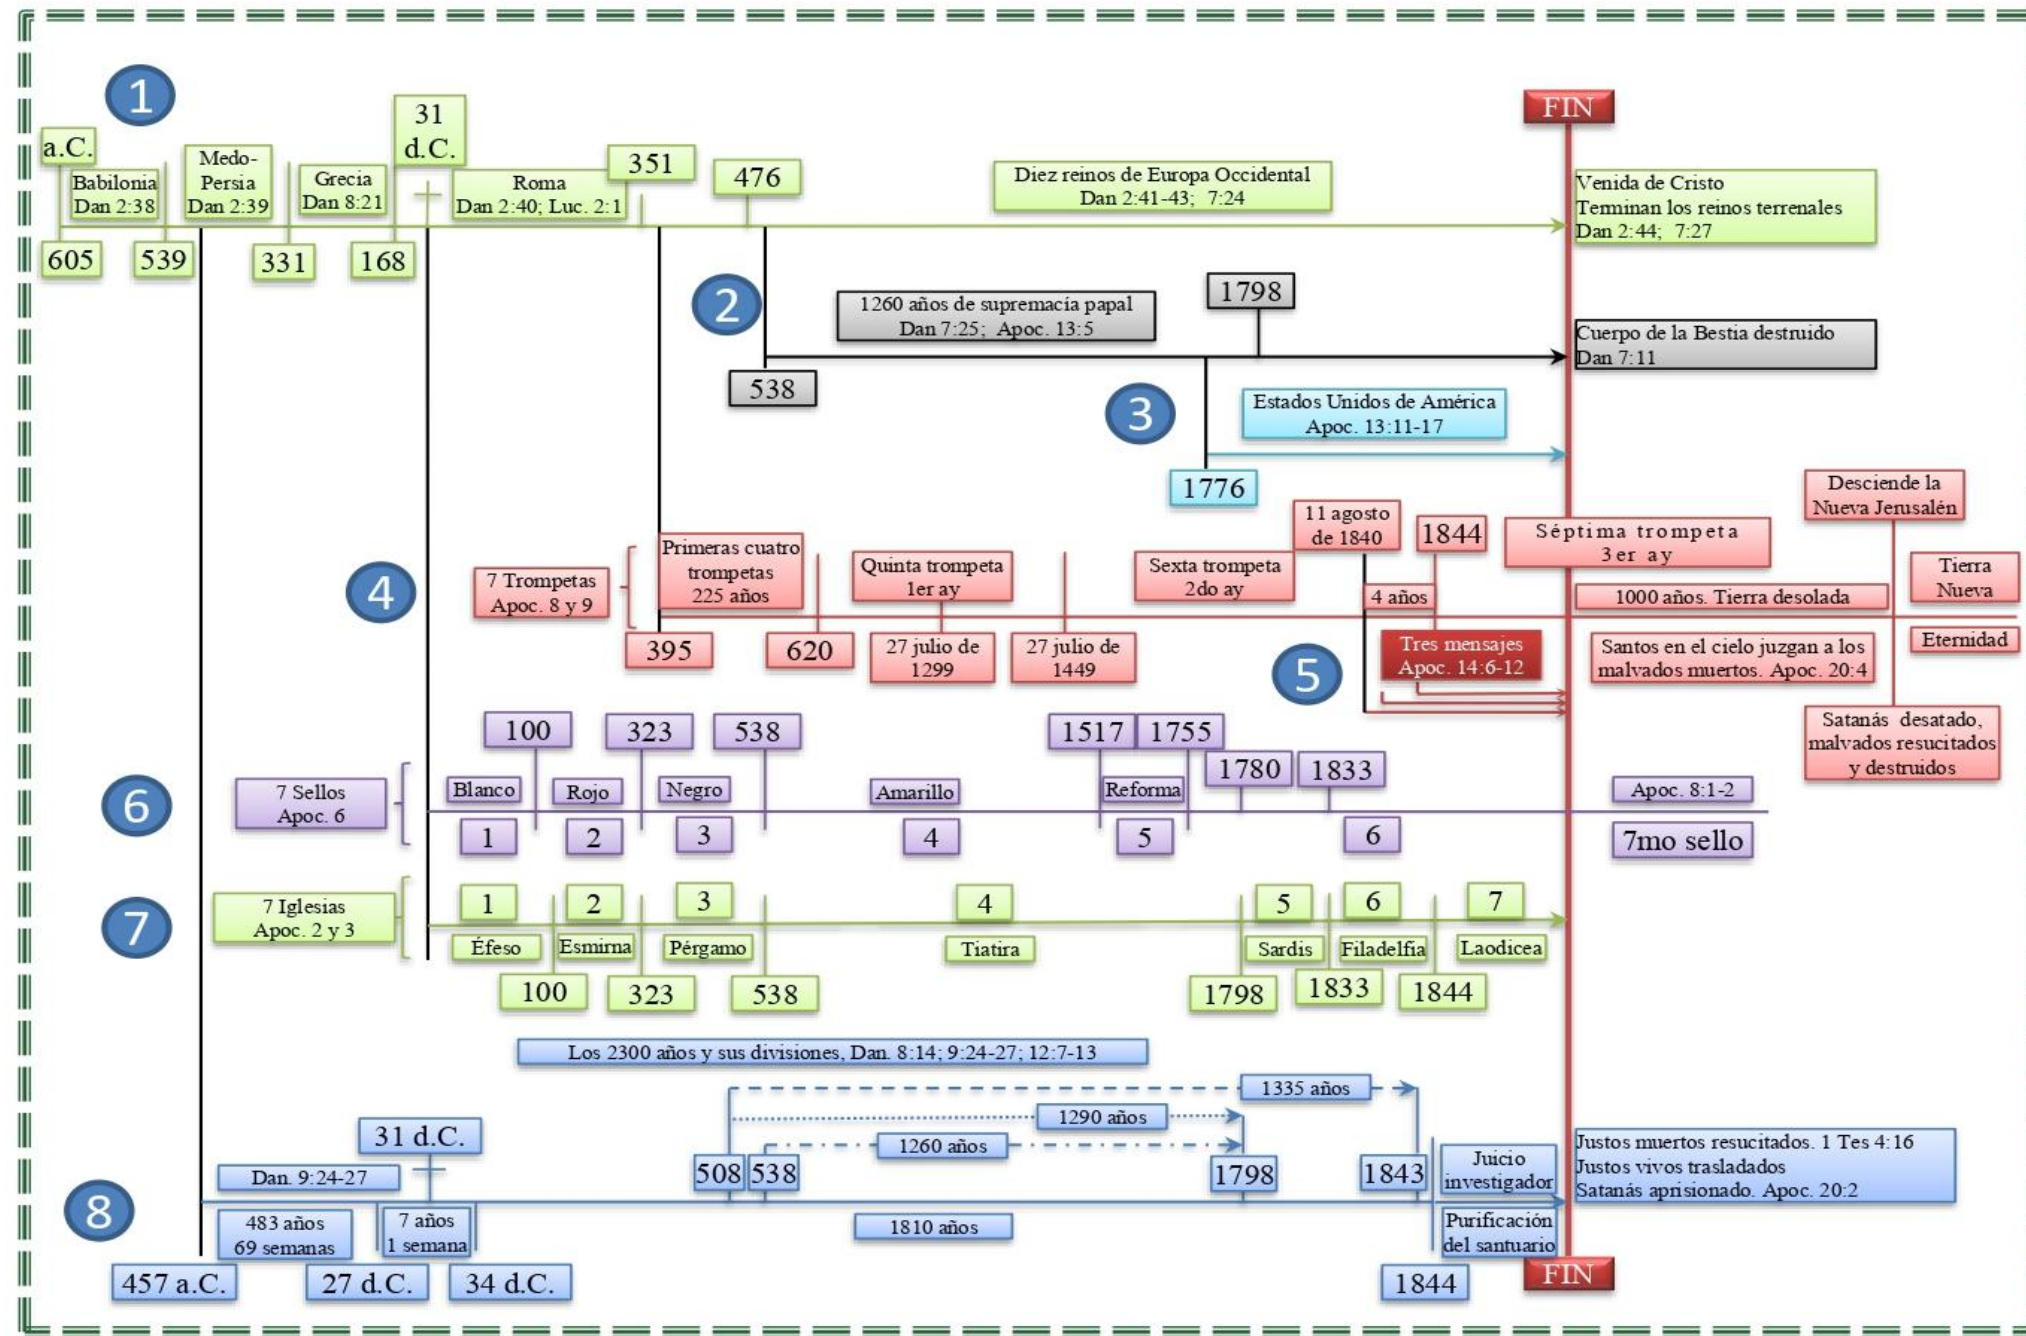 1
a.C.
Babilonia
Dan 2:38
Medo-
Persia
Dan 2:39
Grecia
Dan 8:21
31
d.C.
Roma
Dan 2:40; Luc. 2:1
351
476
Diez reinos de Europa Occidental
Dan 2:41-43; 7:24
FIN
Venida de Cristo
Terminan los reinos terrenales
Dan 2:44; 7:27
605
539
331
168
2
1260 años de supremacía papal
Dan 7:25; Apoc. 13:5
1798
Cuerpo de la Bestia destruido
Dan 7:11
538
3
Estados Unidos de América
Apoc. 13:11-17
1776
4
7 Trompetas
Apoc. 8 y 9
Primeras cuatro
trompetas
225 años
Quinta trompeta
1er ay
Sexta trompeta
2do ay
11 agosto
de 1840
1844
4 años
Séptima trompeta
3er ay
1000 años. Tierra desolada
Desciende la
Nueva Jerusalén
Tierra
Nueva
395
620
27 julio de
1299
27 julio de
1449
5
Tres mensajes
Apoc. 14:6-12
Santos en el cielo juzgan a los
malvados muertos. Apoc. 20:4
Eternidad
Satanás desatado,
malvados resucitados
y destruidos
6
7 Sellos
Apoc. 6
100
323
538
1517
1755
1780
1833
Blanco
Rojo
Negro
Amarillo
Reforma
Apoc. 8:1-2
1
2
3
4
5
6
7mo sello
7
7 Iglesias
Apoc. 2 y 3
1
2
3
4
5
6
7
Éfeso
Esmirna
Pérgamo
Tiatira
Sardis
Filadelfia
Laodicea
100
323
538
1798
1833
1844
Los 2300 años y sus divisiones, Dan. 8:14; 9:24-27; 12:7-13
1335 años
1290 años
1260 años
8
Dan. 9:24-27
31 d.C.
508
538
1798
1843
Juicio
investigador
Justos muertos resucitados. 1 Tes 4:16
Justos vivos trasladados
Satanás aprisionado. Apoc. 20:2
483 años
69 semanas
7 años
1 semana
1810 años
Purificación
del santuario
457 a.C.
27 d.C.
34 d.C.
1844
FIN